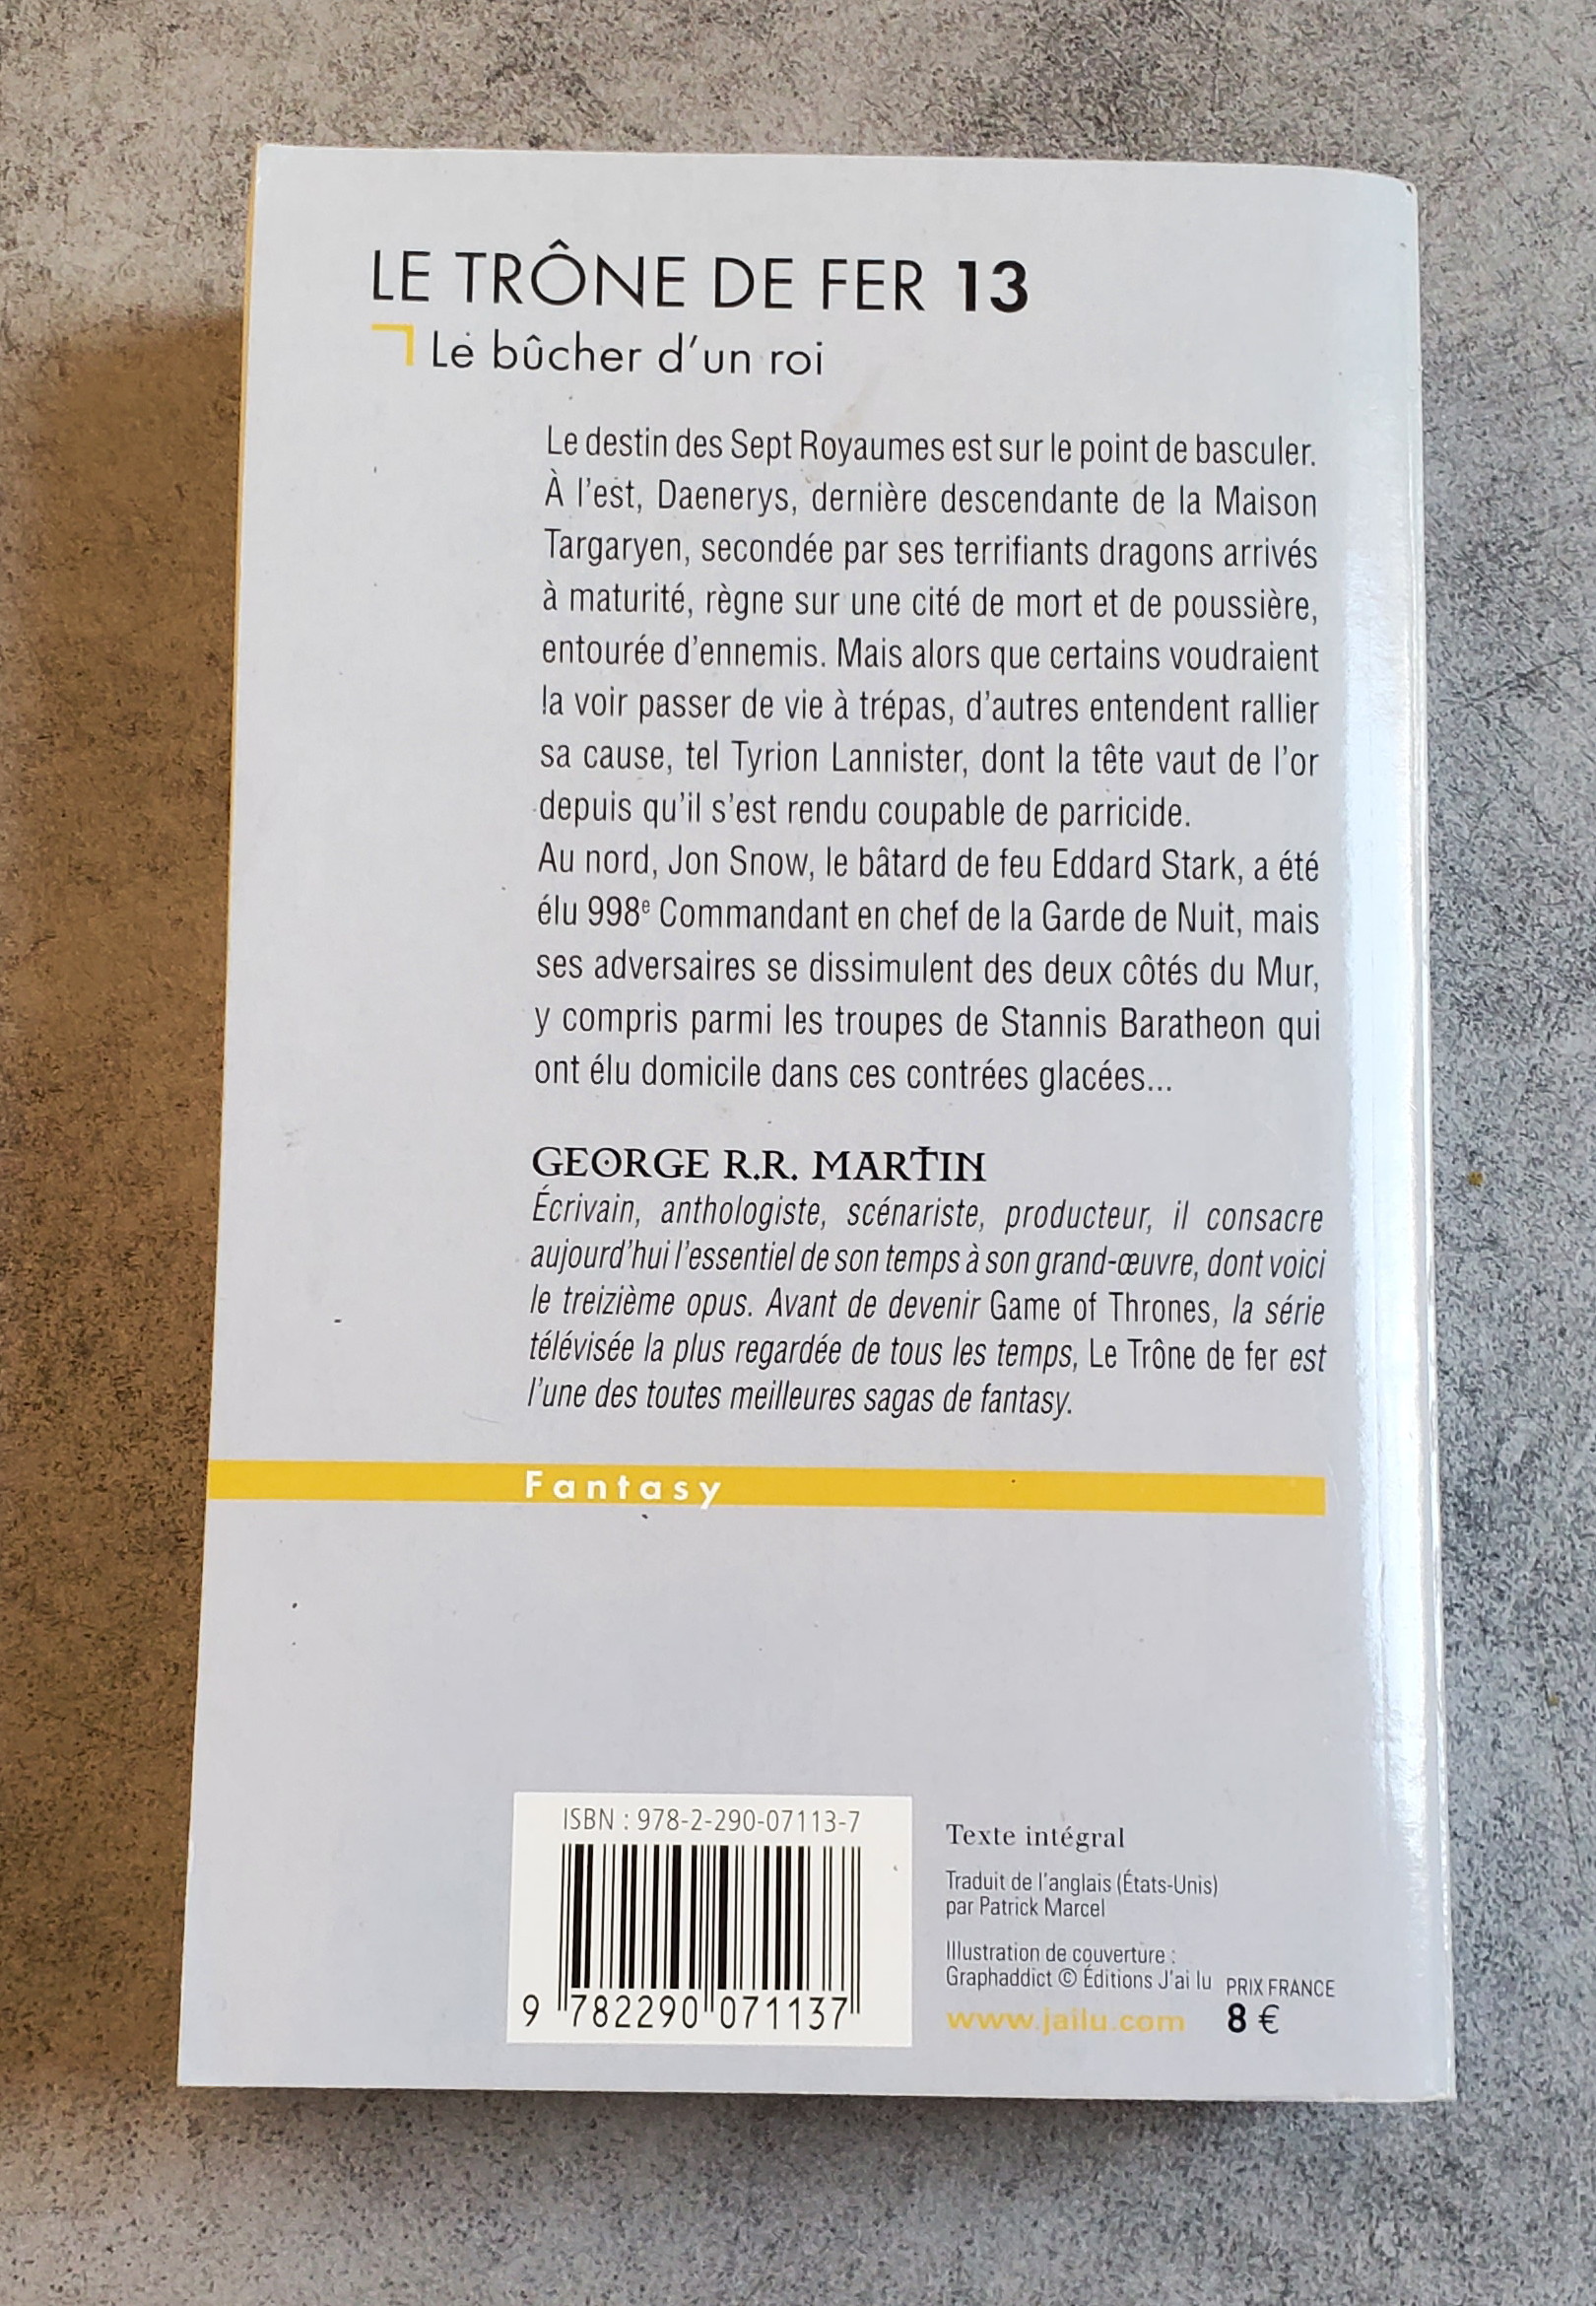 LE TRÔNE DE FER 13
Le bûcher d'un roi
Le destin des Sept Royaumes est sur le point de basculer.
À l'est, Daenerys, dernière descendante de la Maison
Targaryen, secondée par ses terrifiants dragons arrivés
à maturité, règne sur une cité de mort et de poussière,
entourée d'ennemis. Mais alors que certains voudraient
la voir passer de vie à trépas, d'autres entendent rallier
sa cause, tel Tyrion Lannister, dont la tête vaut de l'or
depuis qu'il s'est rendu coupable de parricide.
Au nord, Jon Snow, le bâtard de feu Eddard Stark, a été
élu 998e Commandant en chef de la Garde de Nuit, mais
ses adversaires se dissimulent des deux côtés du Mur,
y compris parmi les troupes de Stannis Baratheon qui
ont élu domicile dans ces contrées glacées...
GEORGE R.R. MARTIN
Écrivain, anthologiste, scénariste, producteur, il consacre
aujourd'hui l'essentiel de son temps à son grand-œuvre, dont voici
le treizième opus. Avant de devenir Game of Thrones, la série
télévisée la plus regardée de tous les temps, Le Trône de fer est
l'une des toutes meilleures sagas de fantasy.
Fantasy
ISBN : 978-2-290-07113-7
9 782290 071137
Texte intégral
Traduit de l'anglais (États-Unis)
par Patrick Marcel
Illustration de couverture :
Graphaddict © Éditions J'ai lu
www.jailu.com
PRIX FRANCE
8 €